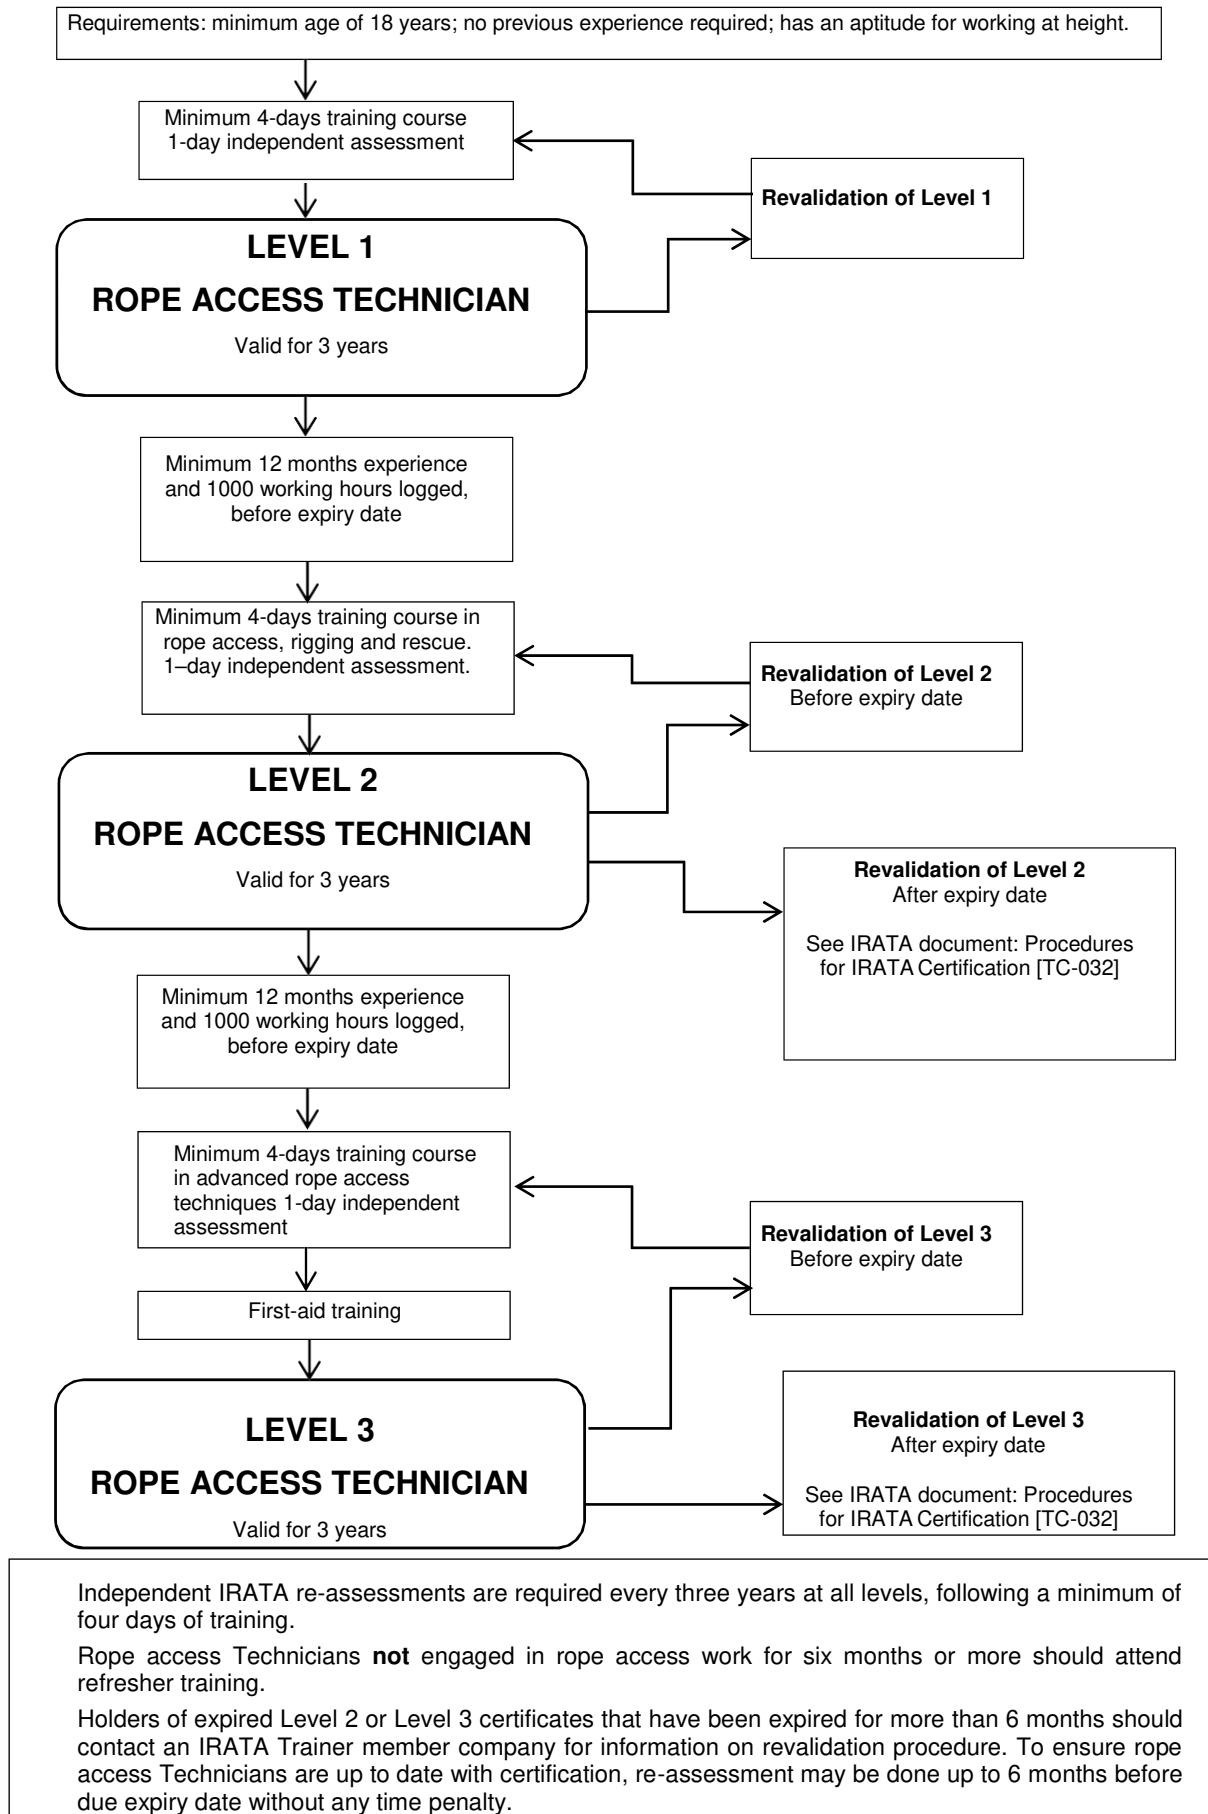 Requirements: minimum age of 18 years; no previous experience required; has an aptitude for working at height.
Minimum 4-days training course
1-day independent assessment
Revalidation of Level 1
LEVEL 1
ROPE ACCESS TECHNICIAN
Valid for 3 years
Minimum 12 months experience
and 1000 working hours logged,
before expiry date
Minimum 4-days training course in
rope access, rigging and rescue.
1–day independent assessment.
Revalidation of Level 2
Before expiry date
LEVEL 2
ROPE ACCESS TECHNICIAN
Valid for 3 years
Revalidation of Level 2
After expiry date
See IRATA document: Procedures
for IRATA Certification [TC-032]
Minimum 12 months experience
and 1000 working hours logged,
before expiry date
Minimum 4-days training course
in advanced rope access
techniques 1-day independent
assessment
Revalidation of Level 3
Before expiry date
First-aid training
LEVEL 3
ROPE ACCESS TECHNICIAN
Valid for 3 years
Revalidation of Level 3
After expiry date
See IRATA document: Procedures
for IRATA Certification [TC-032]
Independent IRATA re-assessments are required every three years at all levels, following a minimum of
four days of training.
Rope access Technicians not engaged in rope access work for six months or more should attend
refresher training.
Holders of expired Level 2 or Level 3 certificates that have been expired for more than 6 months should
contact an IRATA Trainer member company for information on revalidation procedure. To ensure rope
access Technicians are up to date with certification, re-assessment may be done up to 6 months before
due expiry date without any time penalty.